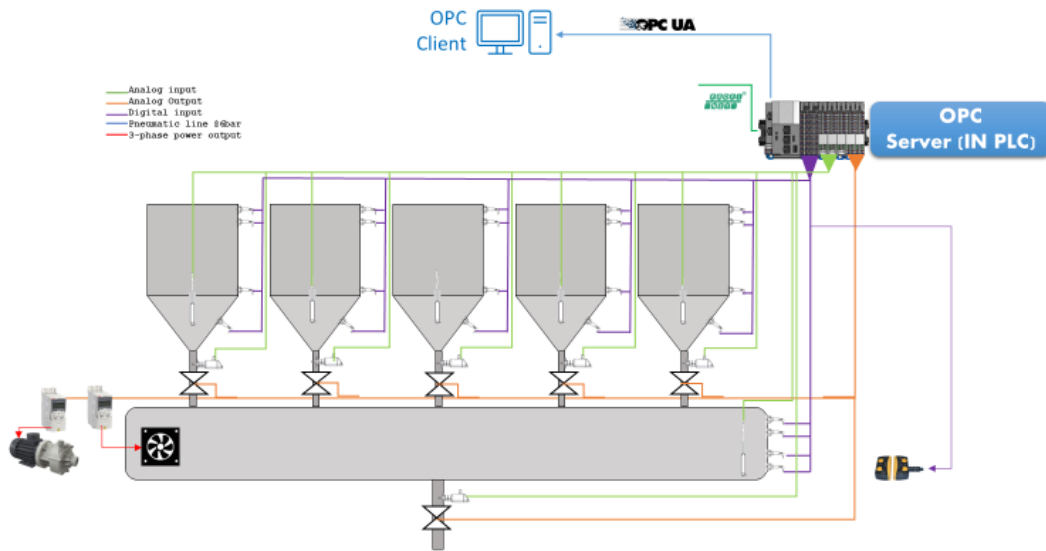 OPC
Client
OPC UA
Analog input
Analog Output
Digital input
Pneumatic line §6bar
3-phase power output
OPC
Server (IN PLC)